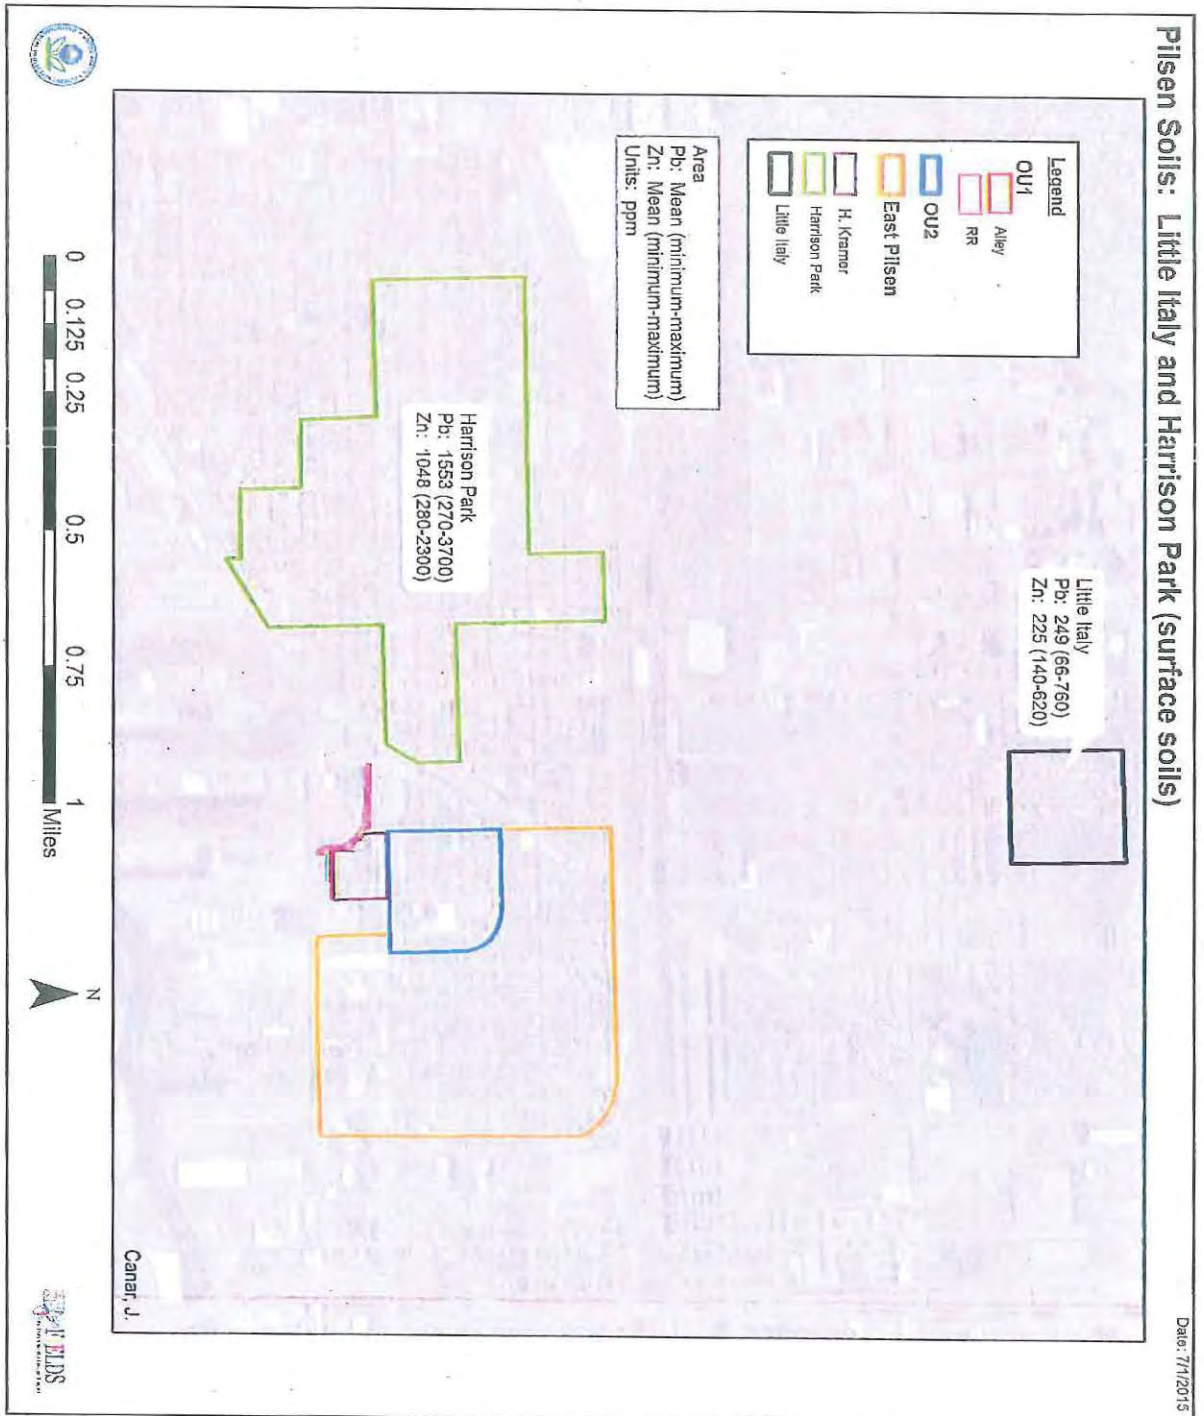 Pilsen Soils: Little Italy and Harrison Park (surface soils)
Date: 7/1/2015
Legend
OU1
Alley
RR
OU2
East Pilsen
H. Kramer
Harrison Park
Little Italy
Area
Pb: Mean (minimum-maximum)
Zn: Mean (minimum-maximum)
Units: ppm
Little Italy
Pb: 249 (66-760)
Zn: 225 (140-620)
Harrison Park
Pb: 1553 (270-3700)
Zn: 1048 (280-2300)
Canar, J.
0 0.125 0.25 0.5 0.75 1
Miles
N
FIELDS